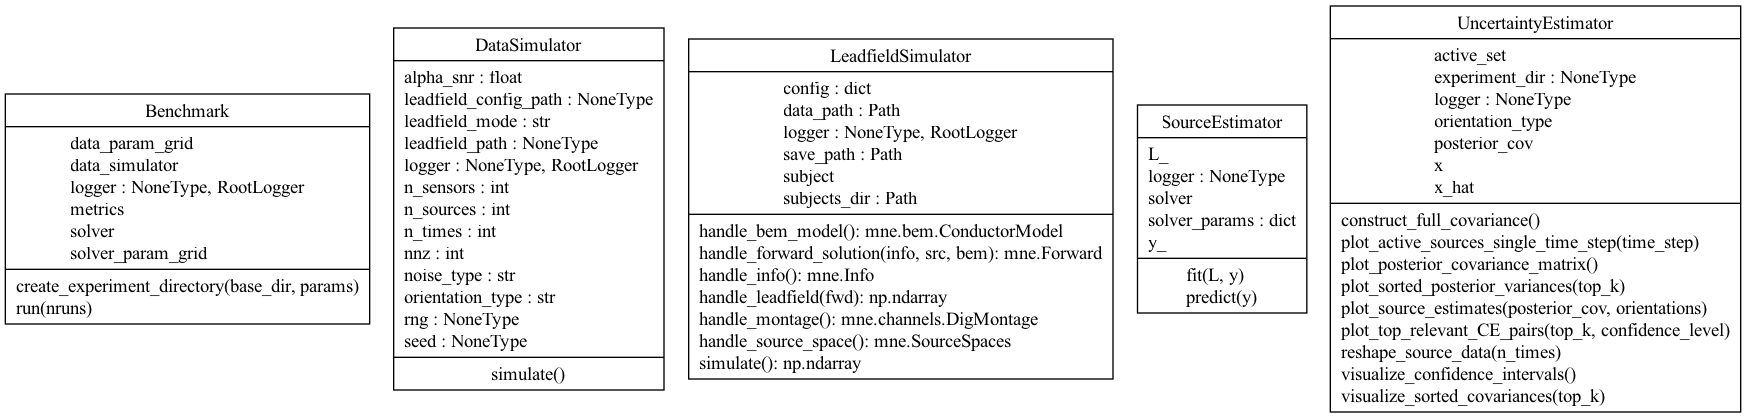 Benchmark
data_param_grid
data_simulator
logger : NoneType, RootLogger
metrics
solver
solver_param_grid
create_experiment_directory(base_dir, params)
run(nruns)
DataSimulator
alpha_snr : float
leadfield_config_path : NoneType
leadfield_mode : str
leadfield_path : NoneType
logger : NoneType, RootLogger
n_sensors : int
n_sources : int
n_times : int
nnz : int
noise_type : str
orientation_type : str
rng : NoneType
seed : NoneType
simulate()
LeadfieldSimulator
config : dict
data_path : Path
logger : NoneType, RootLogger
save_path : Path
subject
subjects_dir : Path
handle_bem_model(): mne.bem.ConductorModel
handle_forward_solution(info, src, bem): mne.Forward
handle_info(): mne.Info
handle_leadfield(fwd): np.ndarray
handle_montage(): mne.channels.DigMontage
handle_source_space(): mne.SourceSpaces
simulate(): np.ndarray
SourceEstimator
L_
logger : NoneType
solver
solver_params : dict
y_
fit(L, y)
predict(y)
UncertaintyEstimator
active_set
experiment_dir : NoneType
logger : NoneType
orientation_type
posterior_cov
x
x_hat
construct_full_covariance()
plot_active_sources_single_time_step(time_step)
plot_posterior_covariance_matrix()
plot_sorted_posterior_variances(top_k)
plot_source_estimates(posterior_cov, orientations)
plot_top_relevant_CE_pairs(top_k, confidence_level)
reshape_source_data(n_times)
visualize_confidence_intervals()
visualize_sorted_covariances(top_k)